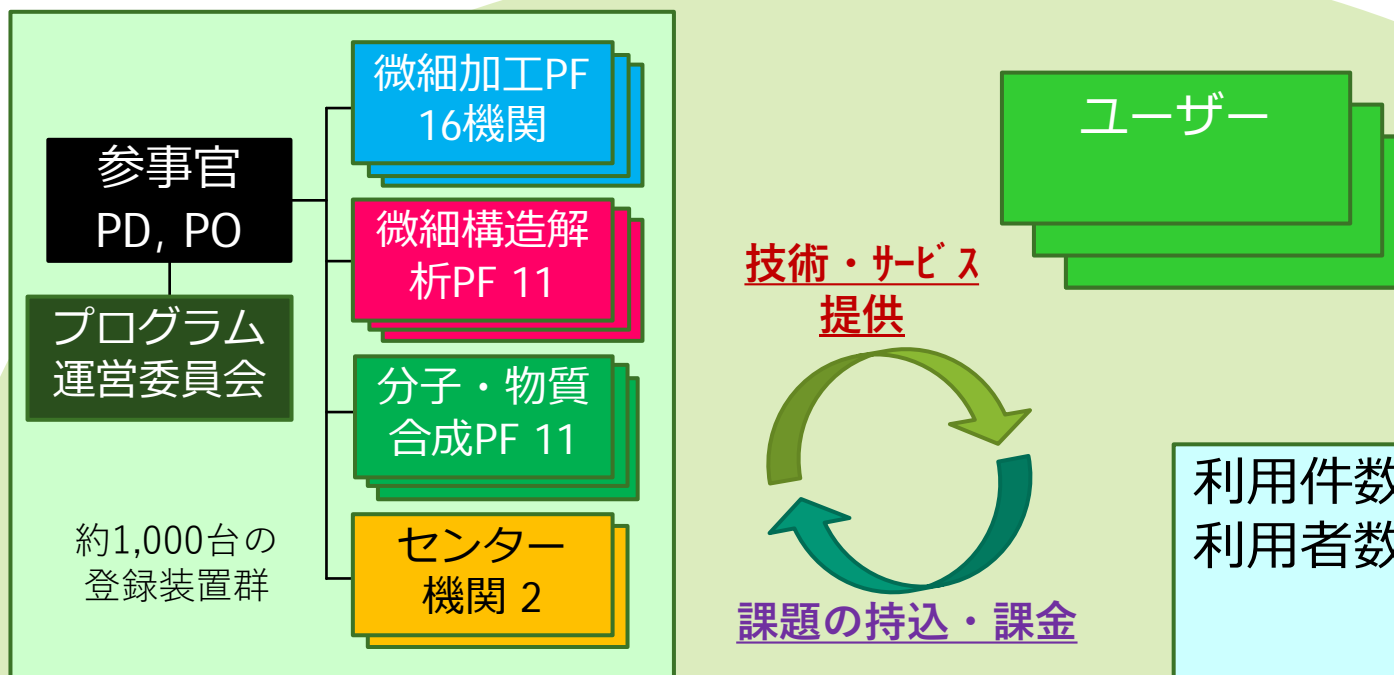 参事官
PD, PO
プログラム
運営委員会
微細加工PF
16機関
微細構造解
析PF 11
分子・物質
合成PF 11
センター
機関 2
約1,000台の
登録装置群
技術・ｻｰﾋﾞｽ
提供
課題の持込・課金
ユーザー
利用件数
利用者数